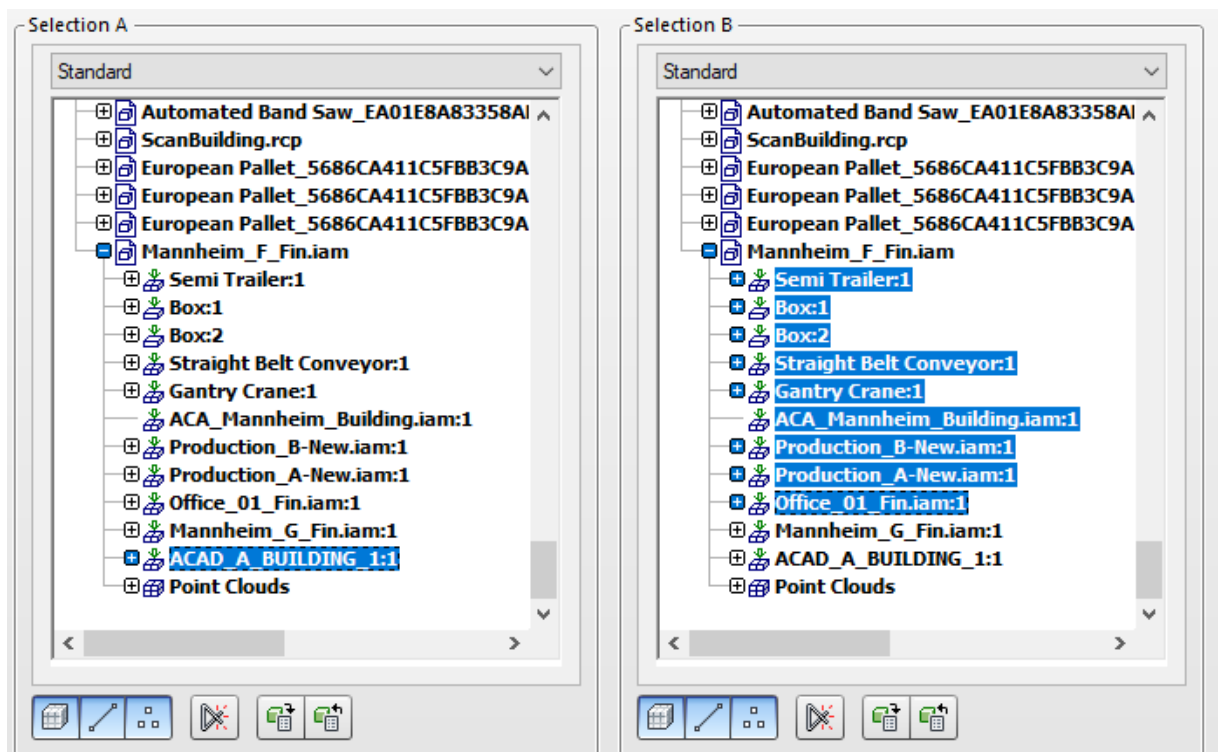 Selection A
Standard
Automated Band Saw_EA01E8A83358A
ScanBuilding.rcp
European Pallet_5686CA411C5FBB3C9A
European Pallet_5686CA411C5FBB3C9A
European Pallet_5686CA411C5FBB3C9A
Mannheim_F_Fin.iam
Semi Trailer:1
Box:1
Box:2
Straight Belt Conveyor:1
Gantry Crane:1
ACA_Mannheim_Building.iam:1
Production_B-New.iam:1
Production_A-New.iam:1
Office_01_Fin.iam:1
Mannheim_G_Fin.iam:1
ACAD_A_BUILDING_1:1
Point Clouds
Selection B
Standard
Automated Band Saw_EA01E8A83358A
ScanBuilding.rcp
European Pallet_5686CA411C5FBB3C9A
European Pallet_5686CA411C5FBB3C9A
European Pallet_5686CA411C5FBB3C9A
Mannheim_F_Fin.iam
Semi Trailer:1
Box:1
Box:2
Straight Belt Conveyor:1
Gantry Crane:1
ACA_Mannheim_Building.iam:1
Production_B-New.iam:1
Production_A-New.iam:1
Office_01_Fin.iam:1
Mannheim_G_Fin.iam:1
ACAD_A_BUILDING_1:1
Point Clouds